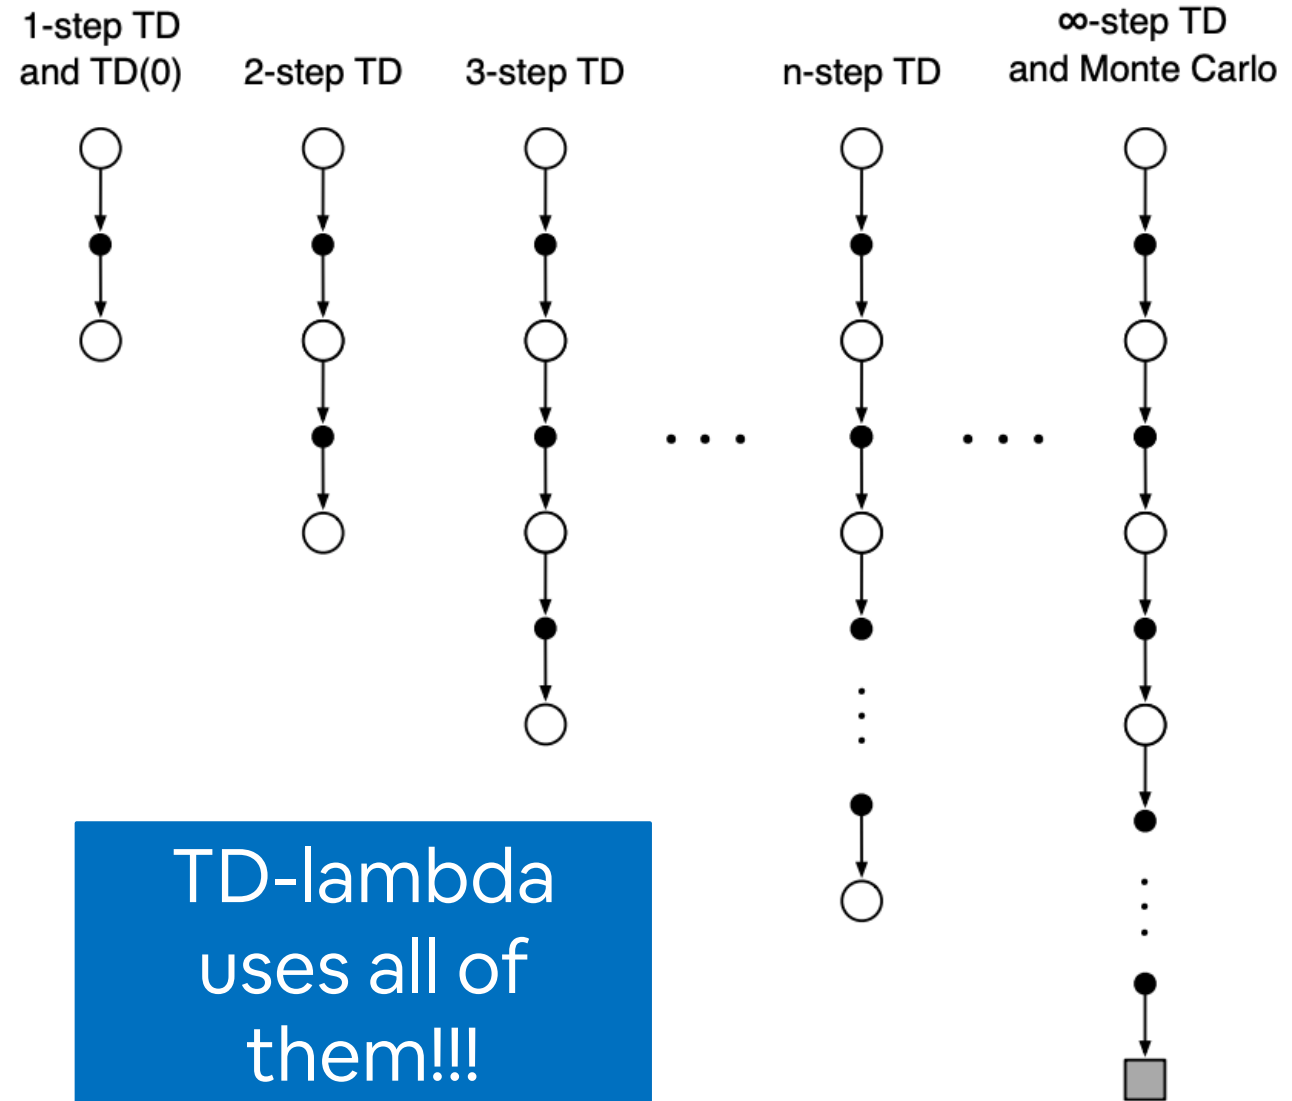 1-step TD
and TD(0)
2-step TD
3-step TD
n-step TD
∞-step TD
and Monte Carlo
TD-lambda
uses all of
them!!!